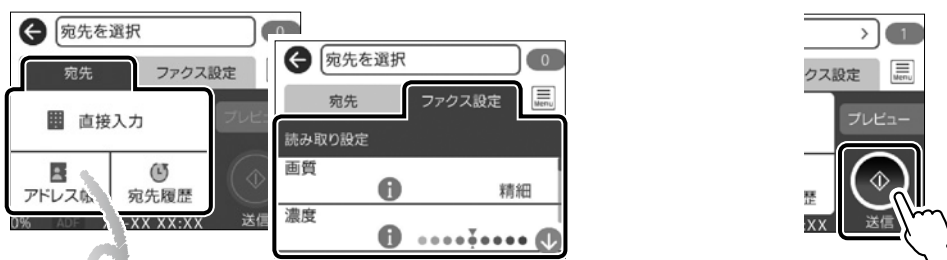 宛先を選択
0
宛先 ファクス設定
直接入力
プレビ
アドレス帳 宛先履歴
0% ADF XX-XX XX:XX 送信
宛先を選択
0
宛先 ファクス設定
Menu
読み取り設定
画質
精細
濃度
> 1
クス設定
Menu
プレビュー
歴
:XX 送信